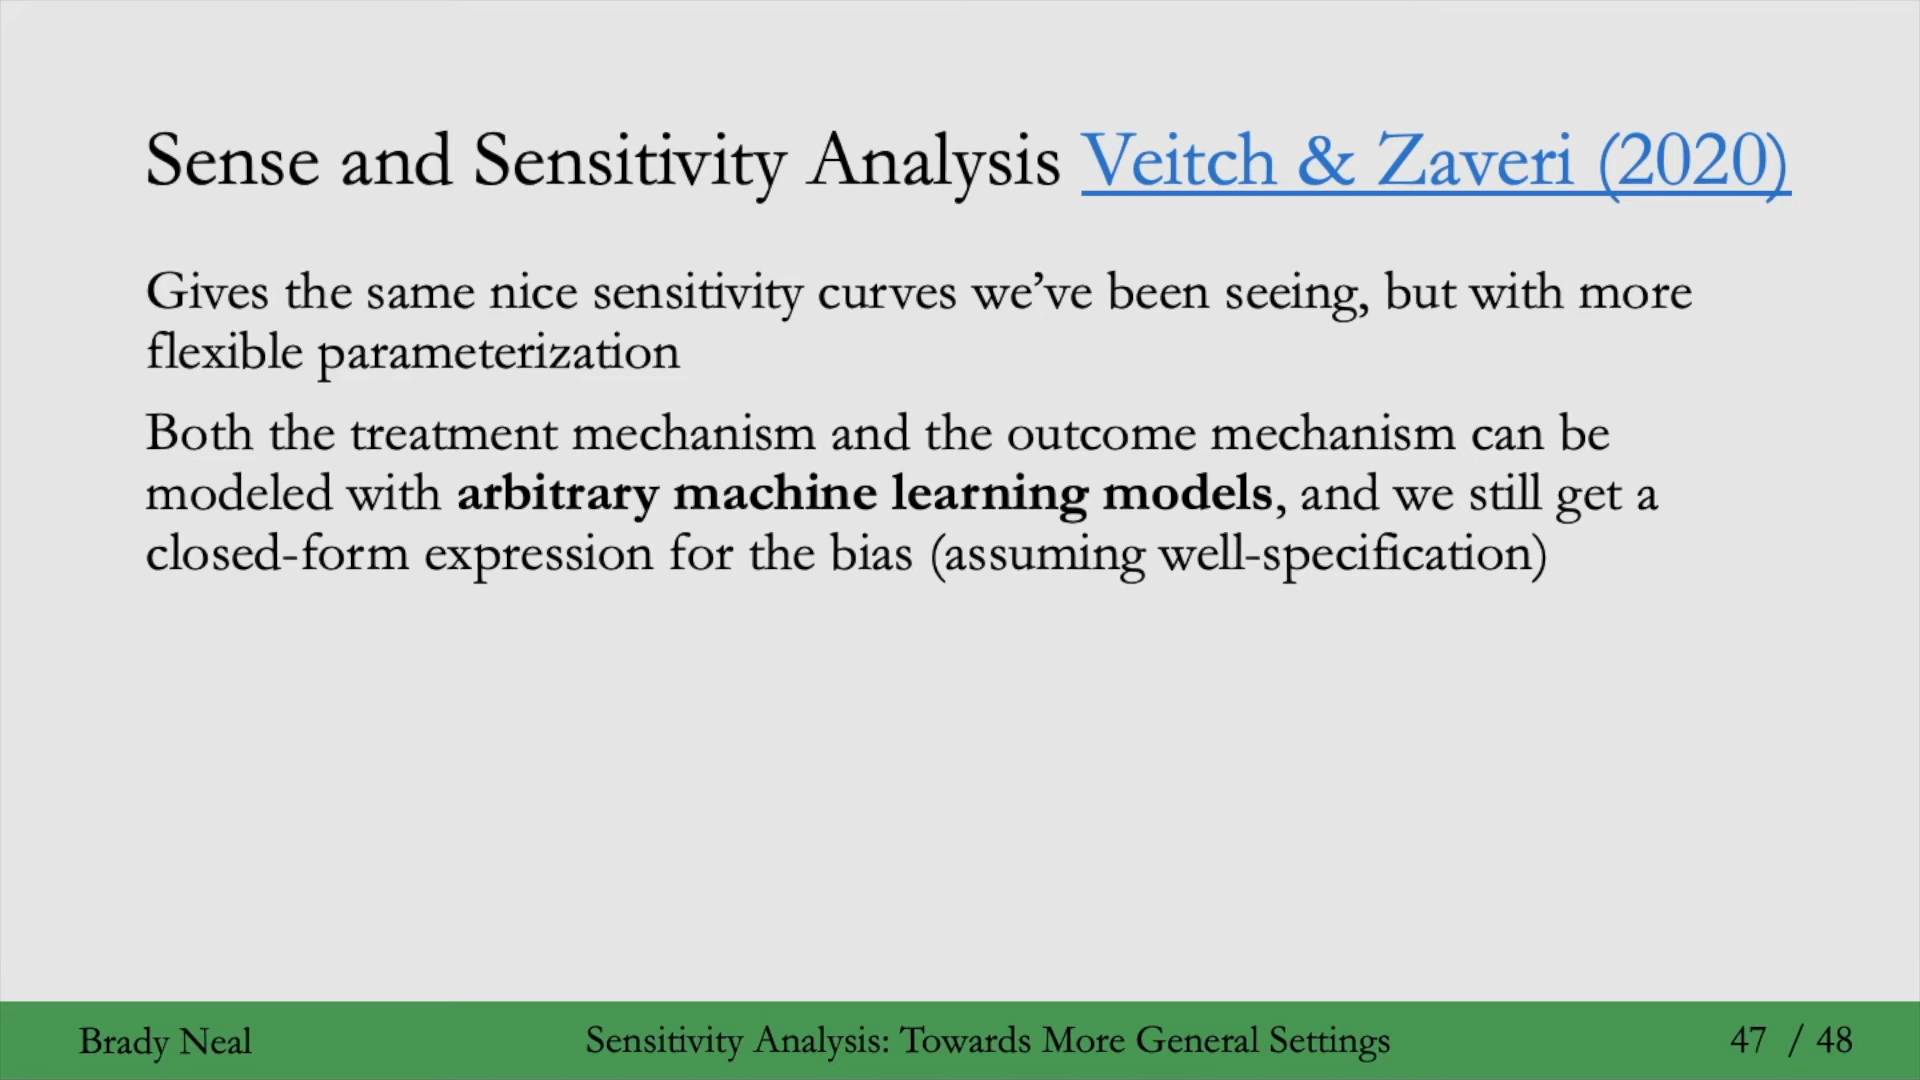 Sense and Sensitivity Analysis Veitch & Zaveri (2020)
Gives the same nice sensitivity curves we’ve been seeing, but with more
flexible parameterization
Both the treatment mechanism and the outcome mechanism can be
modeled with arbitrary machine learning models, and we still get a
closed-form expression for the bias (assuming well-specification)
Brady Neal
Sensitivity Analysis: Towards More General Settings
47 / 48